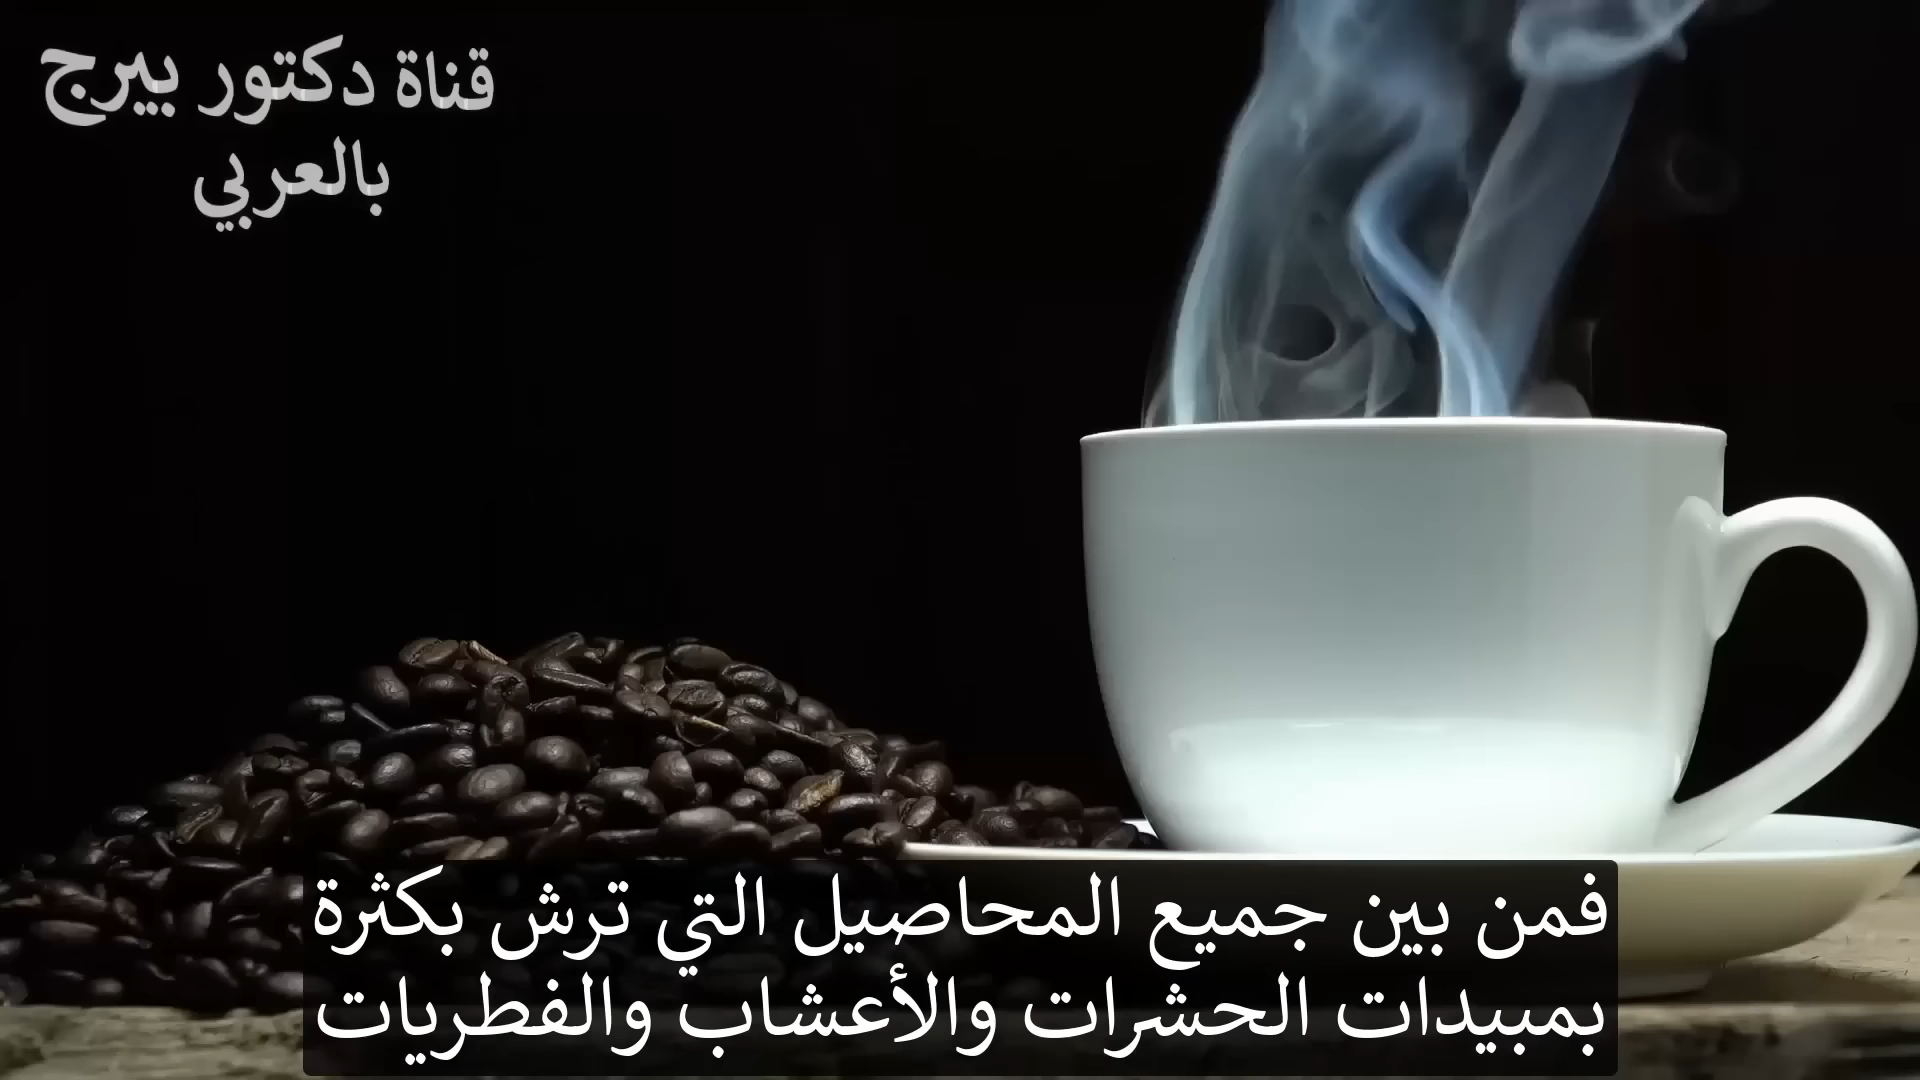 قناة دكتور بيرج
بالعربي
فمن بين جميع المحاصيل التي ترش بكثرة
بمبيدات الحشرات والأعشاب والفطريات